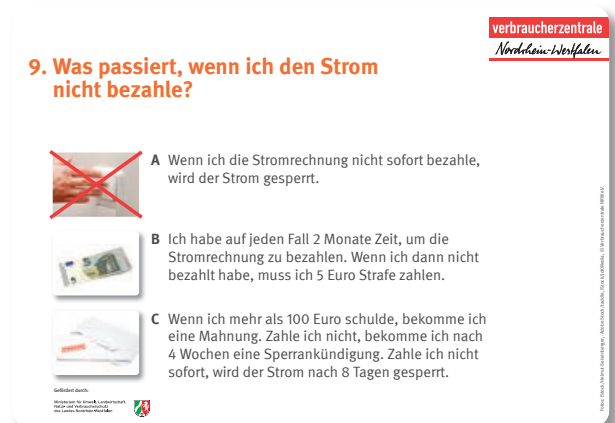 verbraucherzentrale
Nordrhein-Westfalen
9. Was passiert, wenn ich den Strom
nicht bezahle?
A Wenn ich die Stromrechnung nicht sofort bezahle,
wird der Strom gesperrt.
B Ich habe auf jeden Fall 2 Monate Zeit, um die
Stromrechnung zu bezahlen. Wenn ich dann nicht
bezahlt habe, muss ich 5 Euro Strafe zahlen.
C Wenn ich mehr als 100 Euro schulde, bekomme ich
eine Mahnung. Zahle ich nicht, bekomme ich nach
4 Wochen eine Sperrankündigung. Zahle ich nicht
sofort, wird der Strom nach 8 Tagen gesperrt.
Gefördert durch:
Ministerium für Umwelt, Landwirtschaft,
Natur- und Verbraucherschutz
des Landes Nordrhein-Westfalen